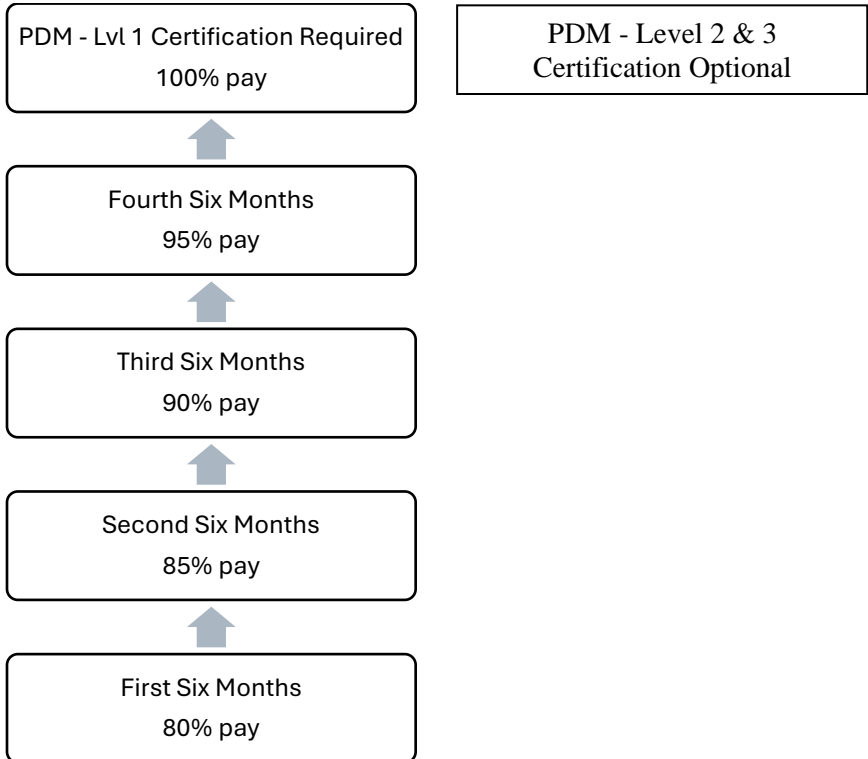 PDM - Lvl 1 Certification Required
100% pay
PDM - Level 2 & 3
Certification Optional
Fourth Six Months
95% pay
Third Six Months
90% pay
Second Six Months
85% pay
First Six Months
80% pay